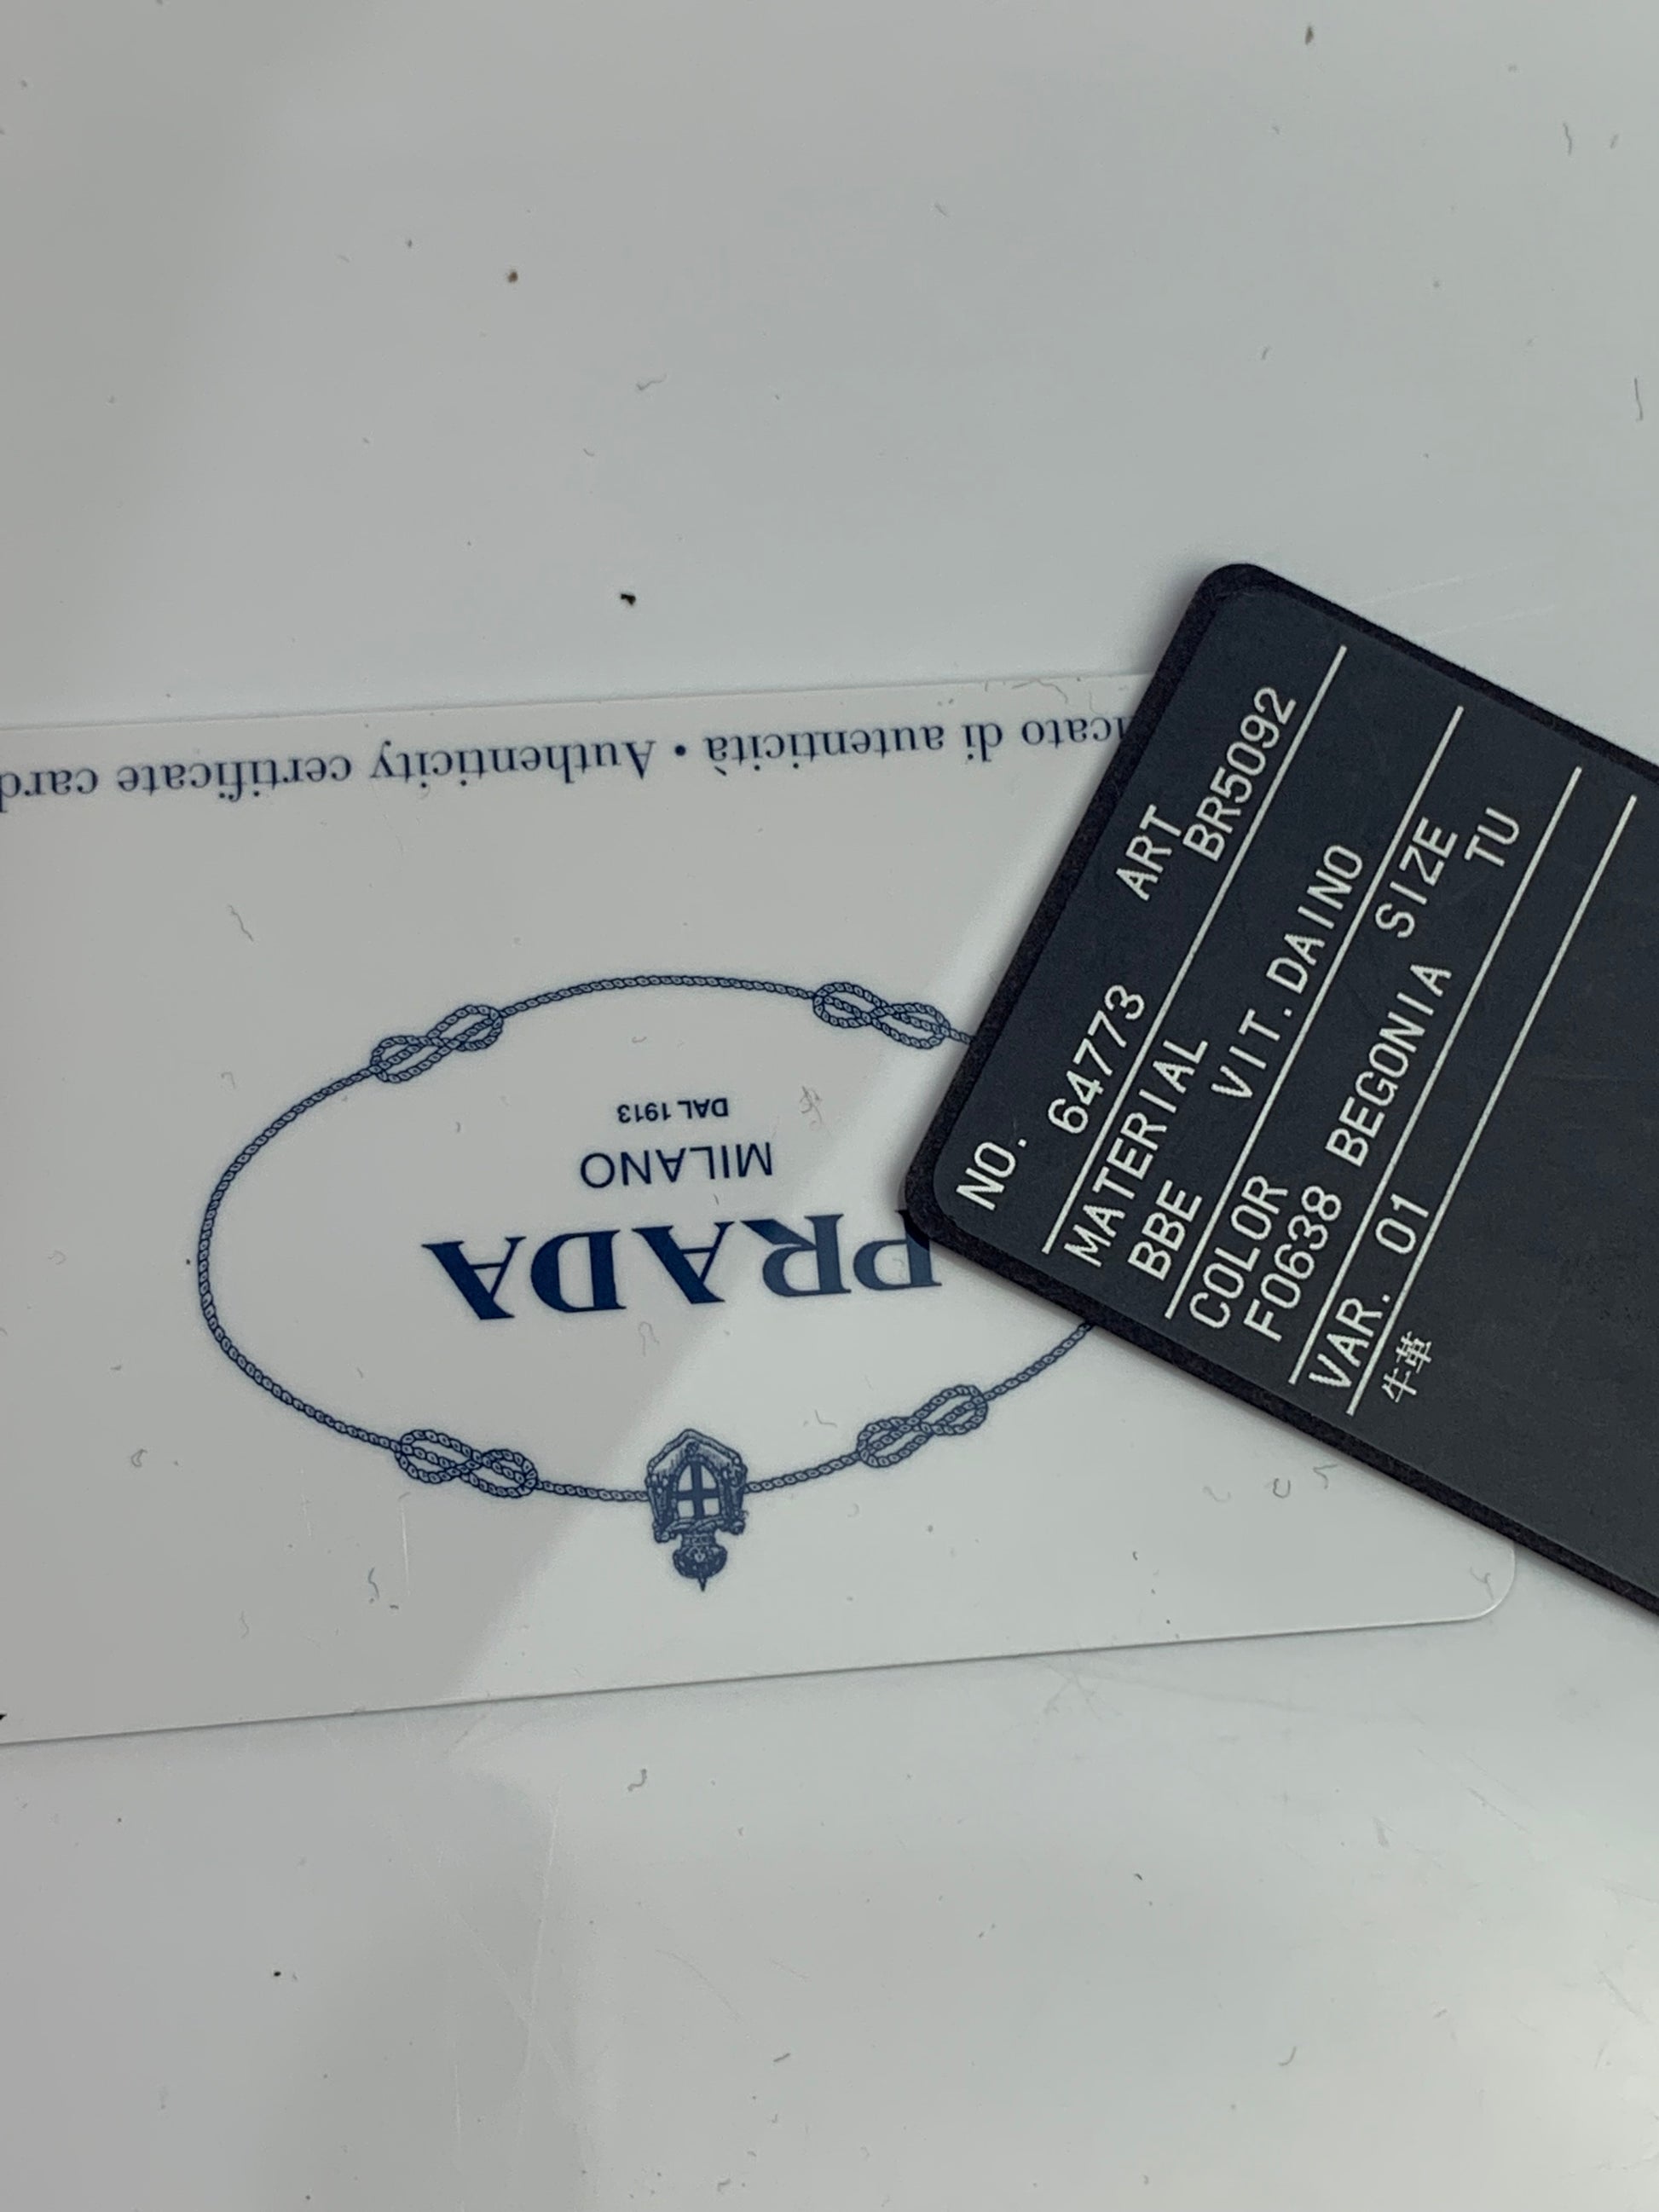 icato di autenticità • Authenticity certificate card
DAL 1913
MILANO
PRADA
NO. ART
64773 BR5092
MATERIAL
BBE VIT.DAINO
COLOR SIZE
F0638 BEGONIA TU
VAR. 01
牛革